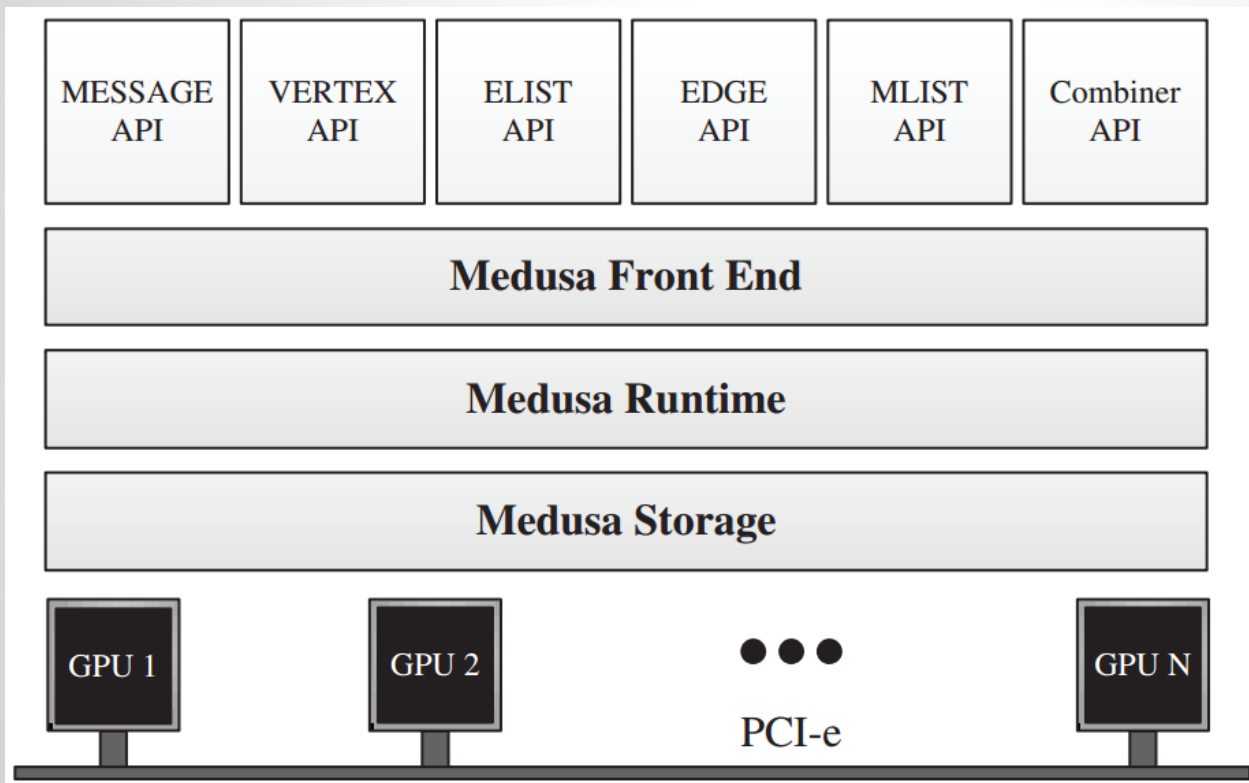 MESSAGE
API
VERTEX
API
ELIST
API
EDGE
API
MLIST
API
Combiner
API
Medusa Front End
Medusa Runtime
Medusa Storage
GPU 1
GPU 2
GPU N
PCI-e